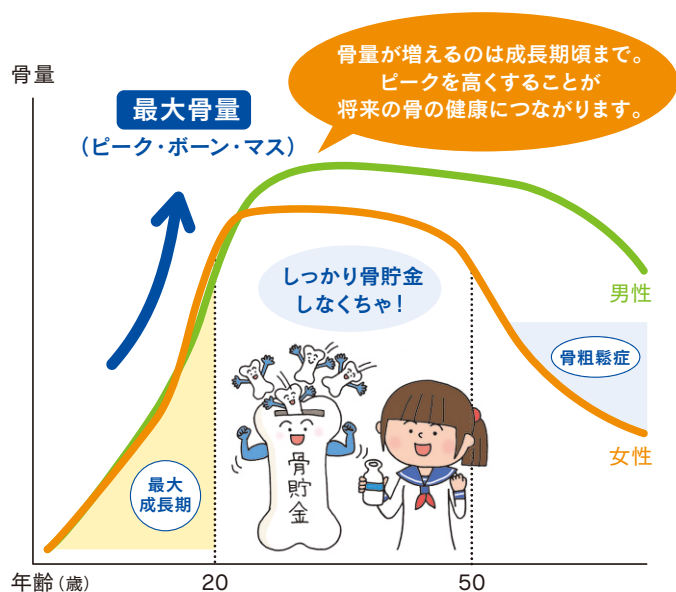 骨量が増えるのは成長期頃まで。
ピークを高くすることが
将来の骨の健康につながります。
骨量
最大骨量
(ピーク・ボーン・マス)
しっかり骨貯金
しなくちゃ!
男性
骨粗鬆症
女性
骨貯金
最大
成長期
年齢(歳)
20
50